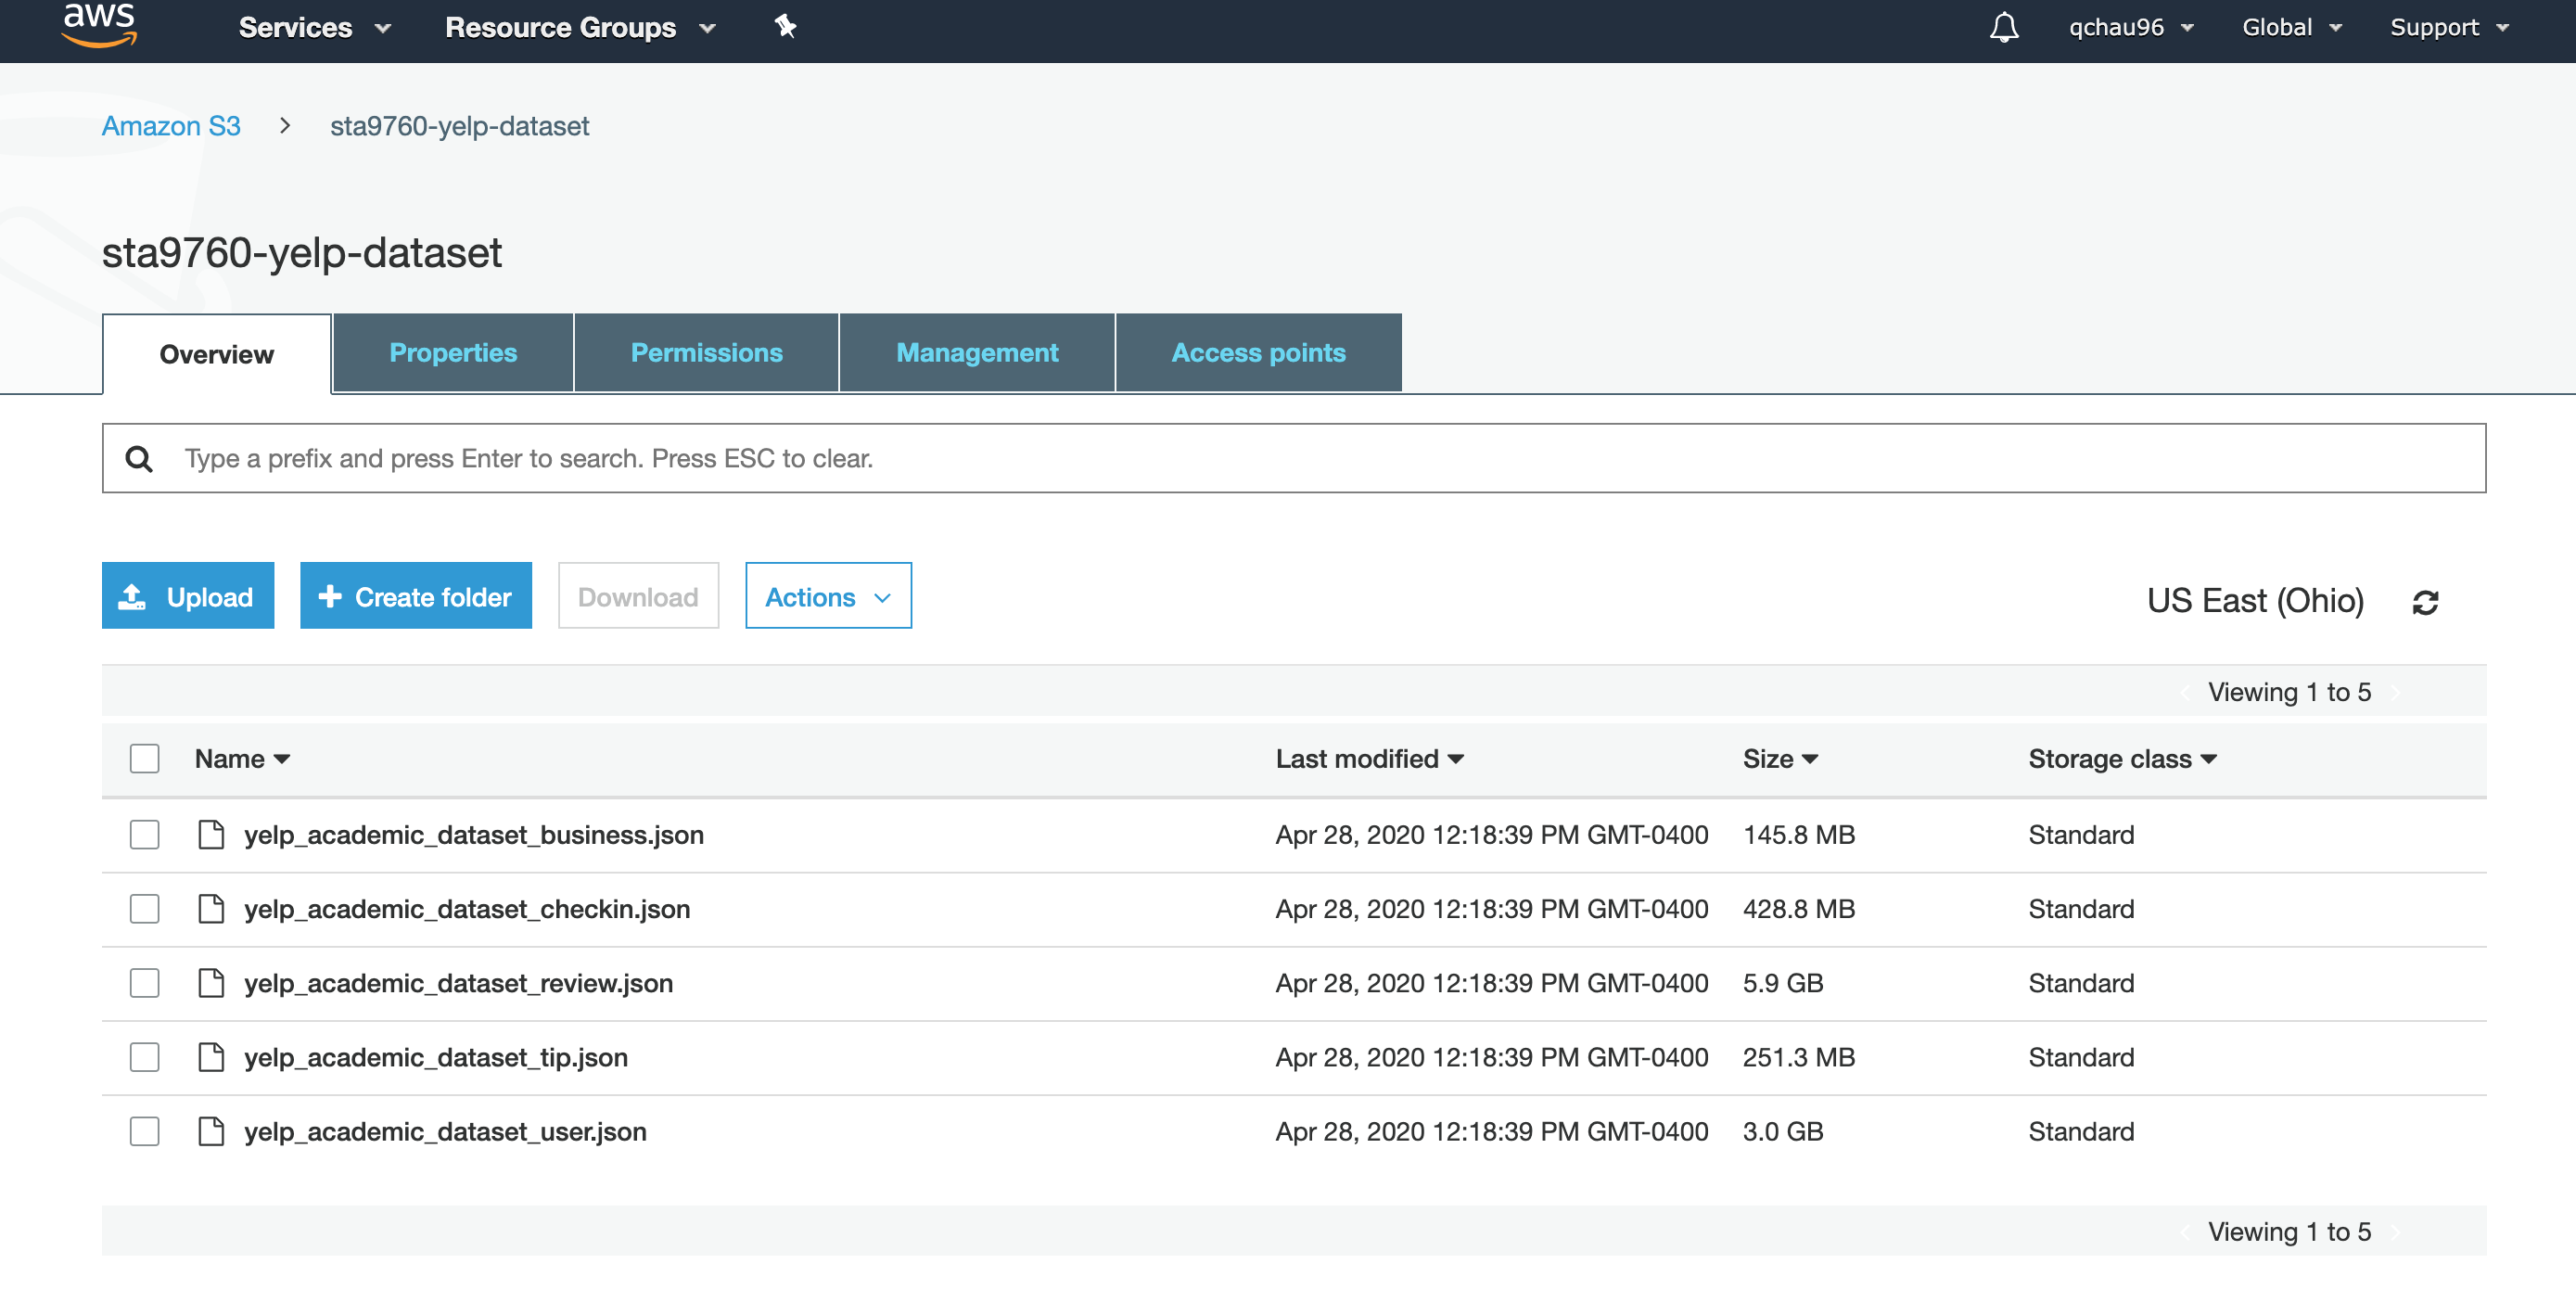 aws Services Resource Groups qchau96 Global Support
Amazon S3 > sta9760-yelp-dataset
sta9760-yelp-dataset
Overview Properties Permissions Management Access points
Type a prefix and press Enter to search. Press ESC to clear.
Upload + Create folder Download Actions US East (Ohio)
Viewing 1 to 5
Name Last modified Size Storage class
yelp_academic_dataset_business.json Apr 28, 2020 12:18:39 PM GMT-0400 145.8 MB Standard
yelp_academic_dataset_checkin.json Apr 28, 2020 12:18:39 PM GMT-0400 428.8 MB Standard
yelp_academic_dataset_review.json Apr 28, 2020 12:18:39 PM GMT-0400 5.9 GB Standard
yelp_academic_dataset_tip.json Apr 28, 2020 12:18:39 PM GMT-0400 251.3 MB Standard
yelp_academic_dataset_user.json Apr 28, 2020 12:18:39 PM GMT-0400 3.0 GB Standard
Viewing 1 to 5